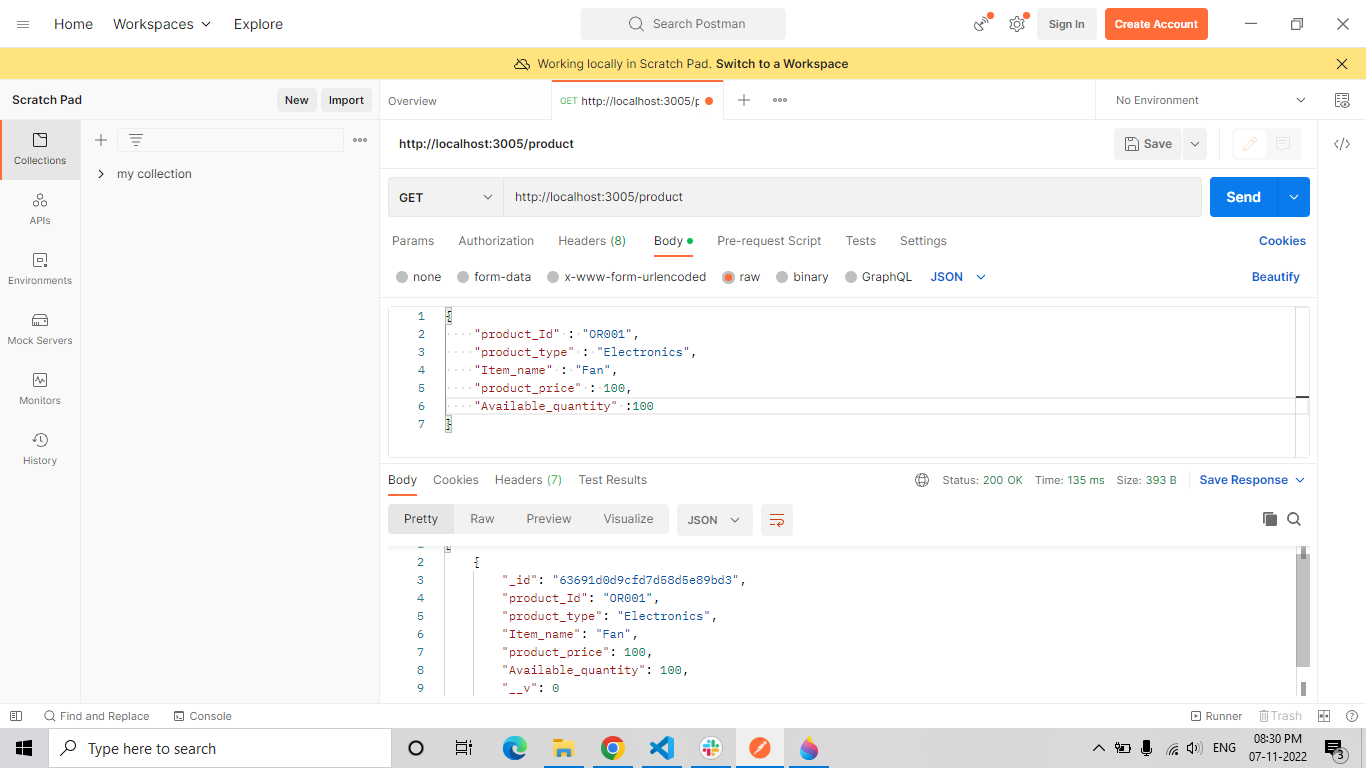 Home Workspaces Explore Search Postman Sign In Create Account
Working locally in Scratch Pad. Switch to a Workspace
Scratch Pad New Import Overview GET http://localhost:3005/p No Environment
http://localhost:3005/product Save
Collections
my collection
GET http://localhost:3005/product Send
APIs
Params Authorization Headers (8) Body Pre-request Script Tests Settings Cookies
Environments
none form-data x-www-form-urlencoded raw binary GraphQL JSON Beautify
Mock Servers
Monitors
History
1 {
2 "product_Id" : "OR001",
3 "product_type" : "Electronics",
4 "Item_name" : "Fan",
5 "product_price" : 100,
6 "Available_quantity" :100
7 }
Body Cookies Headers (7) Test Results Status: 200 OK Time: 135 ms Size: 393 B Save Response
Pretty Raw Preview Visualize JSON
1 [
2 {
3 "_id": "63691d0d9cfd7d58d5e89bd3",
4 "product_Id": "OR001",
5 "product_type": "Electronics",
6 "Item_name": "Fan",
7 "product_price": 100,
8 "Available_quantity": 100,
9 "__v": 0
Find and Replace Console Runner Trash
Type here to search ENG 08:30 PM
07-11-2022 3